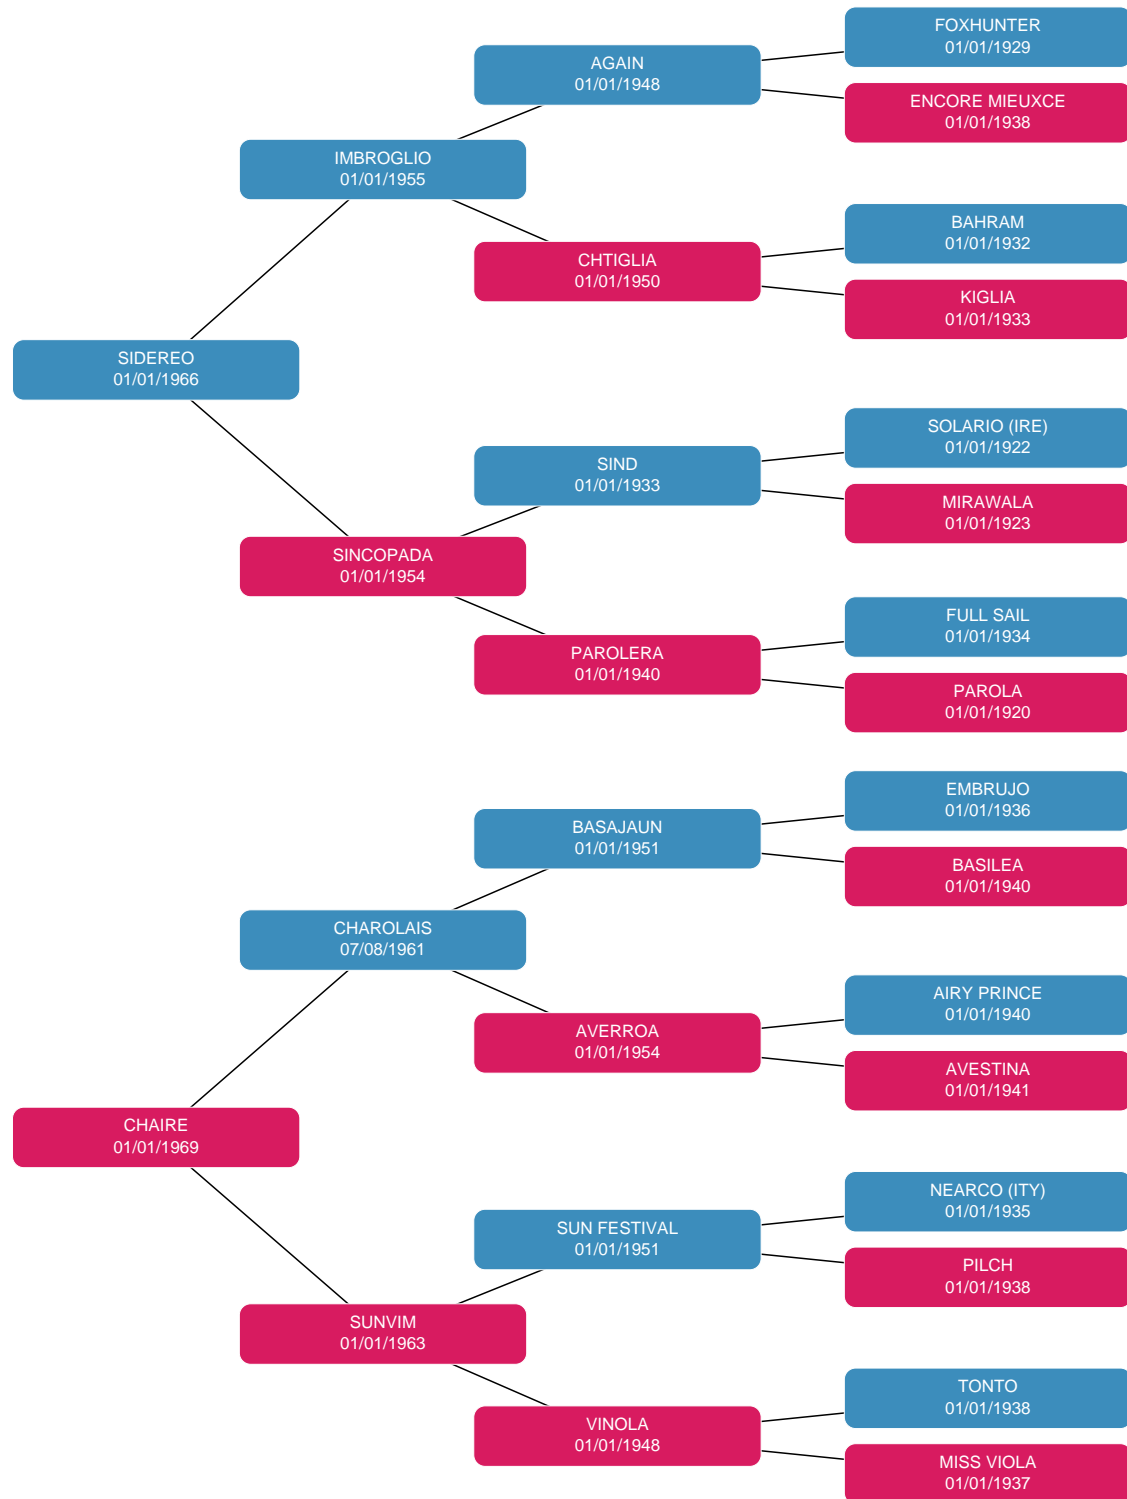 FOXHUNTER
01/01/1929
AGAIN
01/01/1948
ENCORE MIEUXCE
01/01/1938
IMBROGLIO
01/01/1955
BAHRAM
01/01/1932
CHTIGLIA
01/01/1950
KIGLIA
01/01/1933
SIDEREO
01/01/1966
SOLARIO (IRE)
01/01/1922
SIND
01/01/1933
MIRAWALA
01/01/1923
SINCOPADA
01/01/1954
FULL SAIL
01/01/1934
PAROLERA
01/01/1940
PAROLA
01/01/1920
EMBRUJO
01/01/1936
BASAJAUN
01/01/1951
BASILEA
01/01/1940
CHAROLAIS
07/08/1961
AIRY PRINCE
01/01/1940
AVERROA
01/01/1954
AVESTINA
01/01/1941
CHAIRE
01/01/1969
NEARCO (ITY)
01/01/1935
SUN FESTIVAL
01/01/1951
PILCH
01/01/1938
SUNVIM
01/01/1963
TONTO
01/01/1938
VINOLA
01/01/1948
MISS VIOLA
01/01/1937